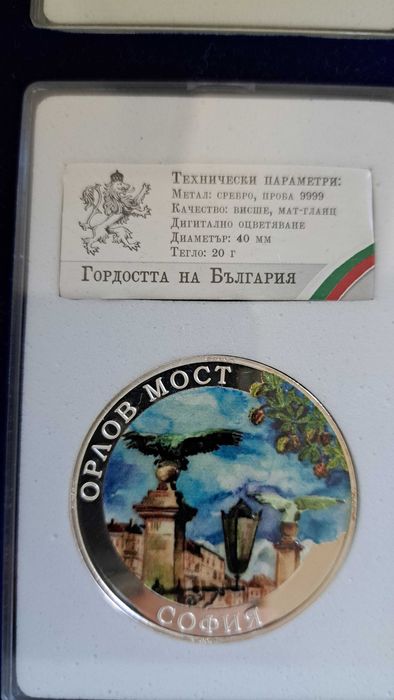 ТЕХНИЧЕСКИ ПАРАМЕТРИ:
МЕТАЛ: СРЕБРО, ПРОБА 9999
КАЧЕСТВО: ВИСШЕ, МАТ-ГЛАНЦ
ДИГИТАЛНО ОЦВЕТЯВАНЕ
ДИАМЕТЪР: 40 ММ
ТЕГЛО: 20 Г
ГОРДОСТТА НА БЪЛГАРИЯ
ОРЛОВ МОСТ
СОФИЯ